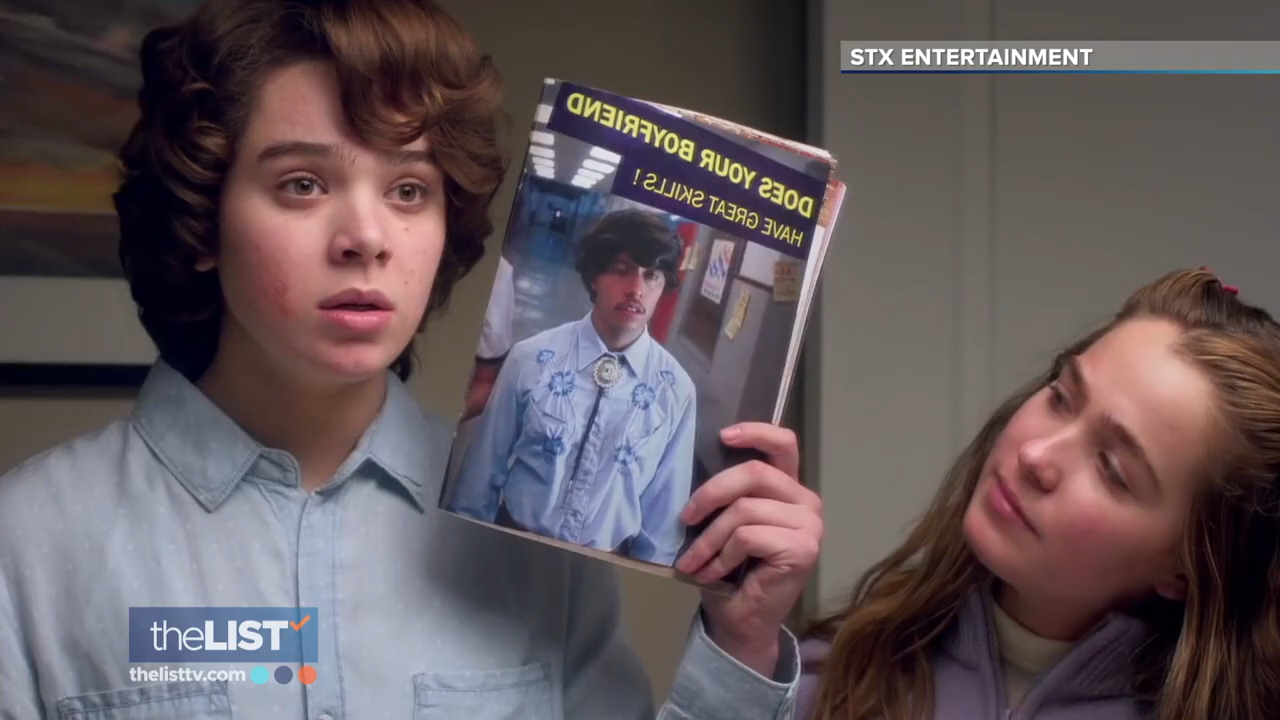 STX ENTERTAINMENT
DOES YOUR BOYFRIEND
HAVE GREAT SKILLS!
theLIST
thelisttv.com